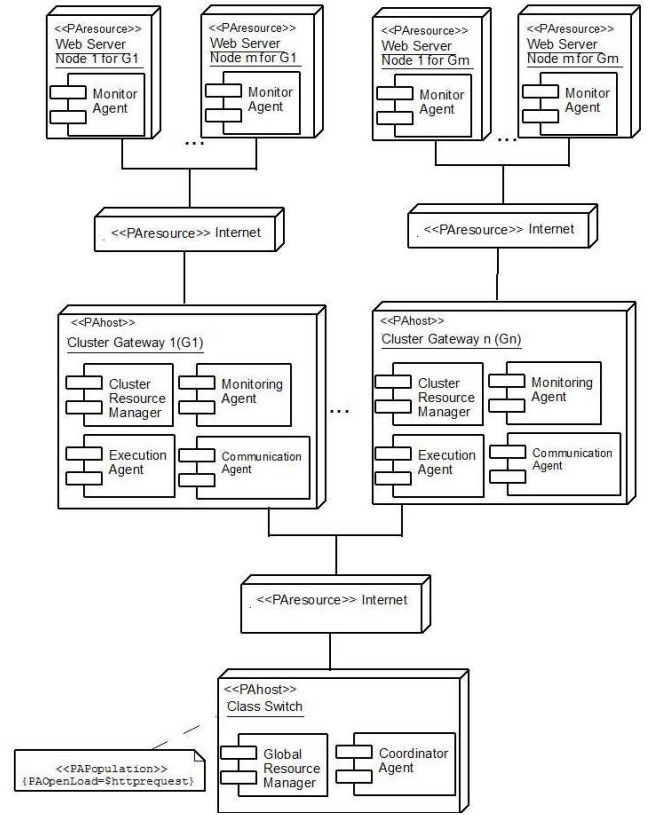 <<PAresource>>
Web Server
Node 1 for G1
Monitor
Agent
<<PAresource>>
Web Server
Node m for G1
Monitor
Agent
...
<<PAresource>>
Web Server
Node 1 for Gm
Monitor
Agent
<<PAresource>>
Web Server
Node m for Gm
Monitor
Agent
...
<<PAresource>> Internet
<<PAresource>> Internet
<<PAhost>>
Cluster Gateway 1(G1)
Cluster
Resource
Manager
Monitoring
Agent
Execution
Agent
Communication
Agent
...
<<PAhost>>
Cluster Gateway n (Gn)
Cluster
Resource
Manager
Monitoring
Agent
Execution
Agent
Communication
Agent
<<PAresource>> Internet
<<PAhost>>
Class Switch
Global
Resource
Manager
Coordinator
Agent
<<PAPopulation>>
{PAOpenLoad=$httprequest}